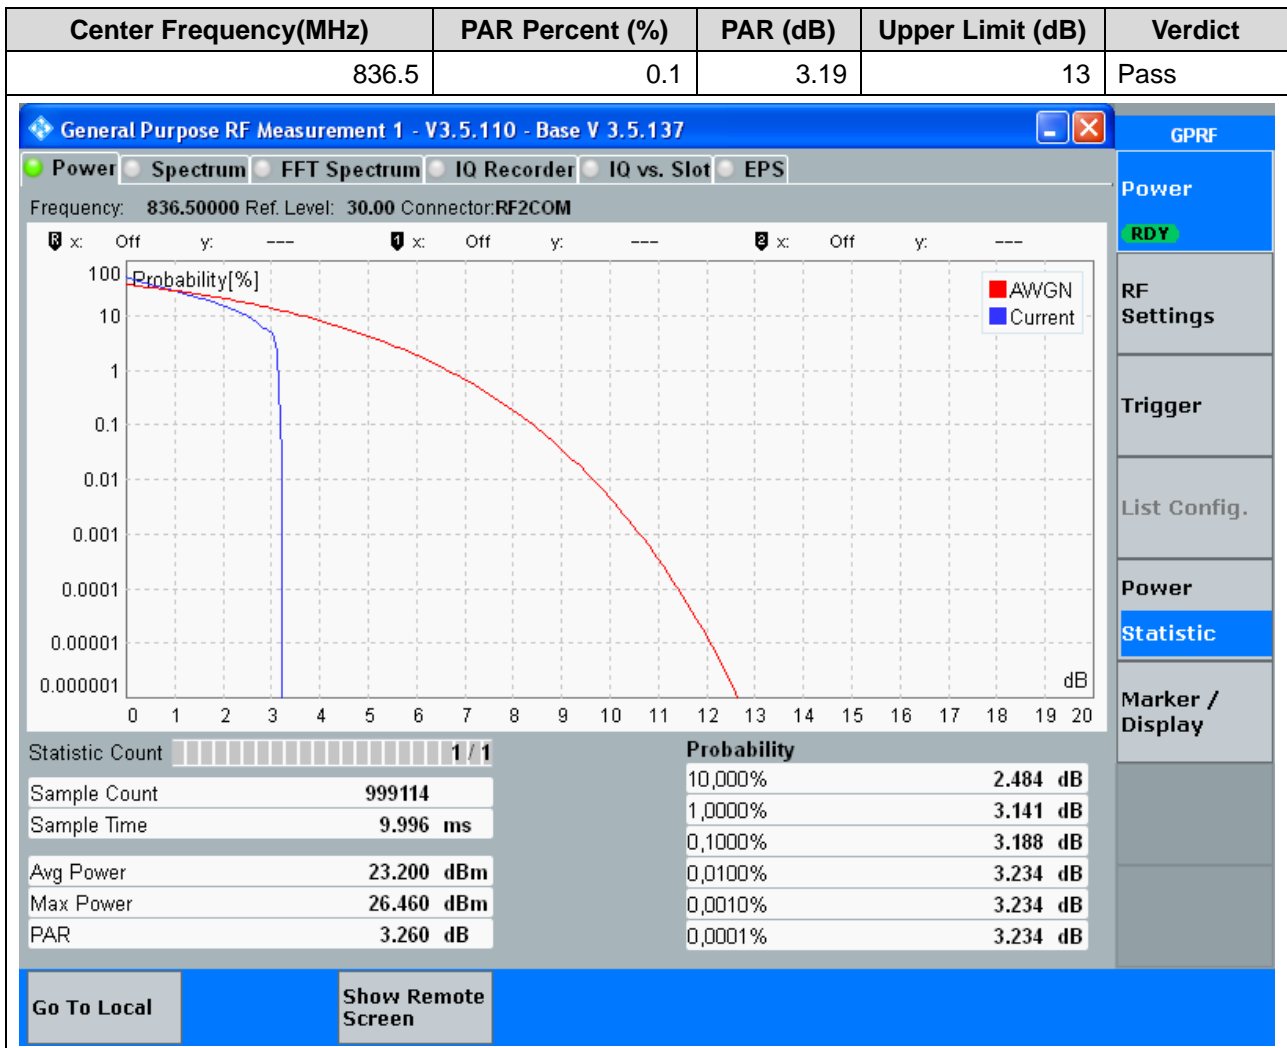 Center Frequency(MHz) PAR Percent (%) PAR (dB) Upper Limit (dB) Verdict
836.5 0.1 3.19 13 Pass
General Purpose RF Measurement 1 - V3.5.110 - Base V 3.5.137
GPRF
Power Spectrum FFT Spectrum IQ Recorder IQ vs. Slot EPS
Power
RDY
Frequency: 836.50000 Ref. Level: 30.00 Connector:RF2COM
R x: Off y: --- 1 x: Off y: --- 2 x: Off y: ---
Probability[%]
100
10
1
0.1
0.01
0.001
0.0001
0.00001
0.000001
AWGN
Current
dB
0 1 2 3 4 5 6 7 8 9 10 11 12 13 14 15 16 17 18 19 20
RF
Settings
Trigger
List Config.
Power
Statistic
Marker /
Display
Statistic Count 1 / 1
Sample Count 999114
Sample Time 9.996 ms
Avg Power 23.200 dBm
Max Power 26.460 dBm
PAR 3.260 dB
Probability
10,000% 2.484 dB
1,0000% 3.141 dB
0,1000% 3.188 dB
0,0100% 3.234 dB
0,0010% 3.234 dB
0,0001% 3.234 dB
Go To Local
Show Remote
Screen